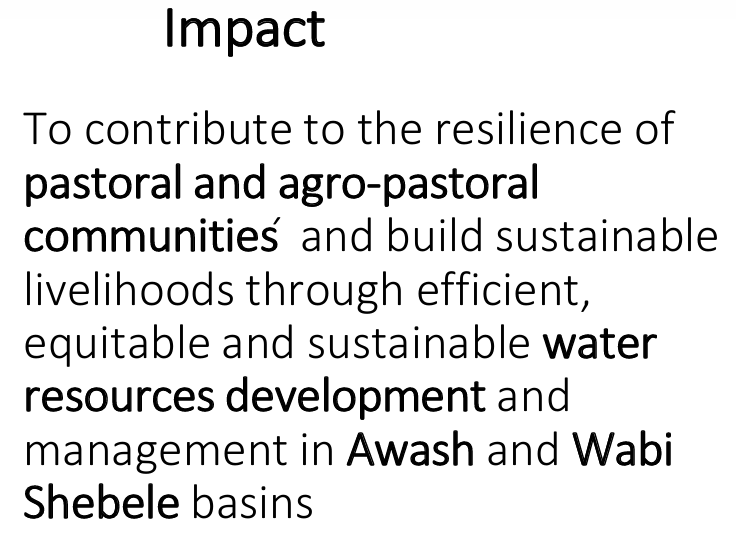 Impact
To contribute to the resilience of
pastoral and agro-pastoral
communities´ and build sustainable
livelihoods through efficient,
equitable and sustainable water
resources development and
management in Awash and Wabi
Shebele basins